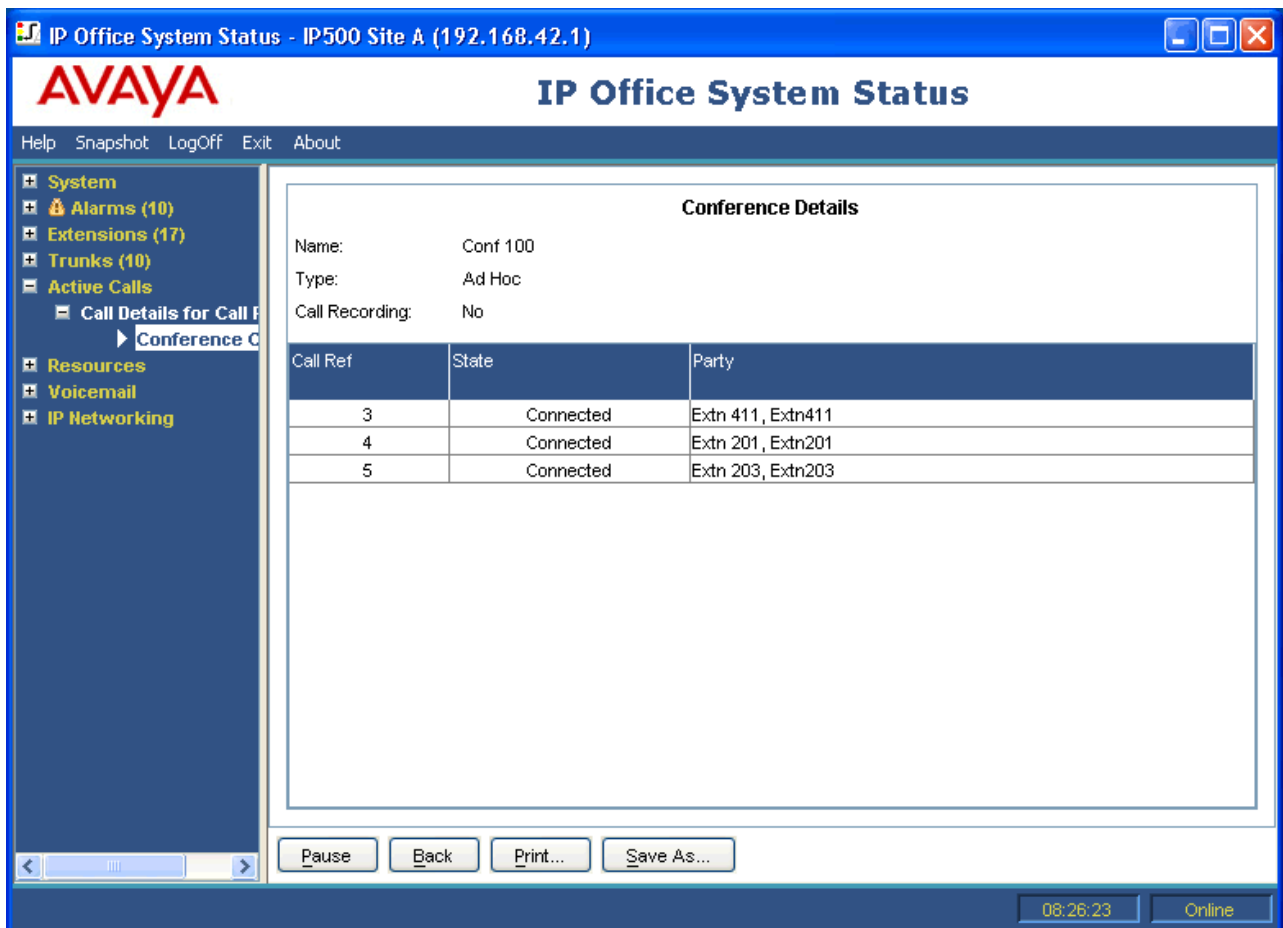 IP Office System Status - IP500 Site A (192.168.42.1)
AVAYA
IP Office System Status
Help Snapshot LogOff Exit About
System
Alarms (10)
Extensions (17)
Trunks (10)
Active Calls
Call Details for Call
Conference
Resources
Voicemail
IP Networking
Conference Details
Name: Conf 100
Type: Ad Hoc
Call Recording: No
Call Ref State Party
3 Connected Extn 411, Extn411
4 Connected Extn 201, Extn201
5 Connected Extn 203, Extn203
Pause Back Print... Save As...
08:26:23 Online